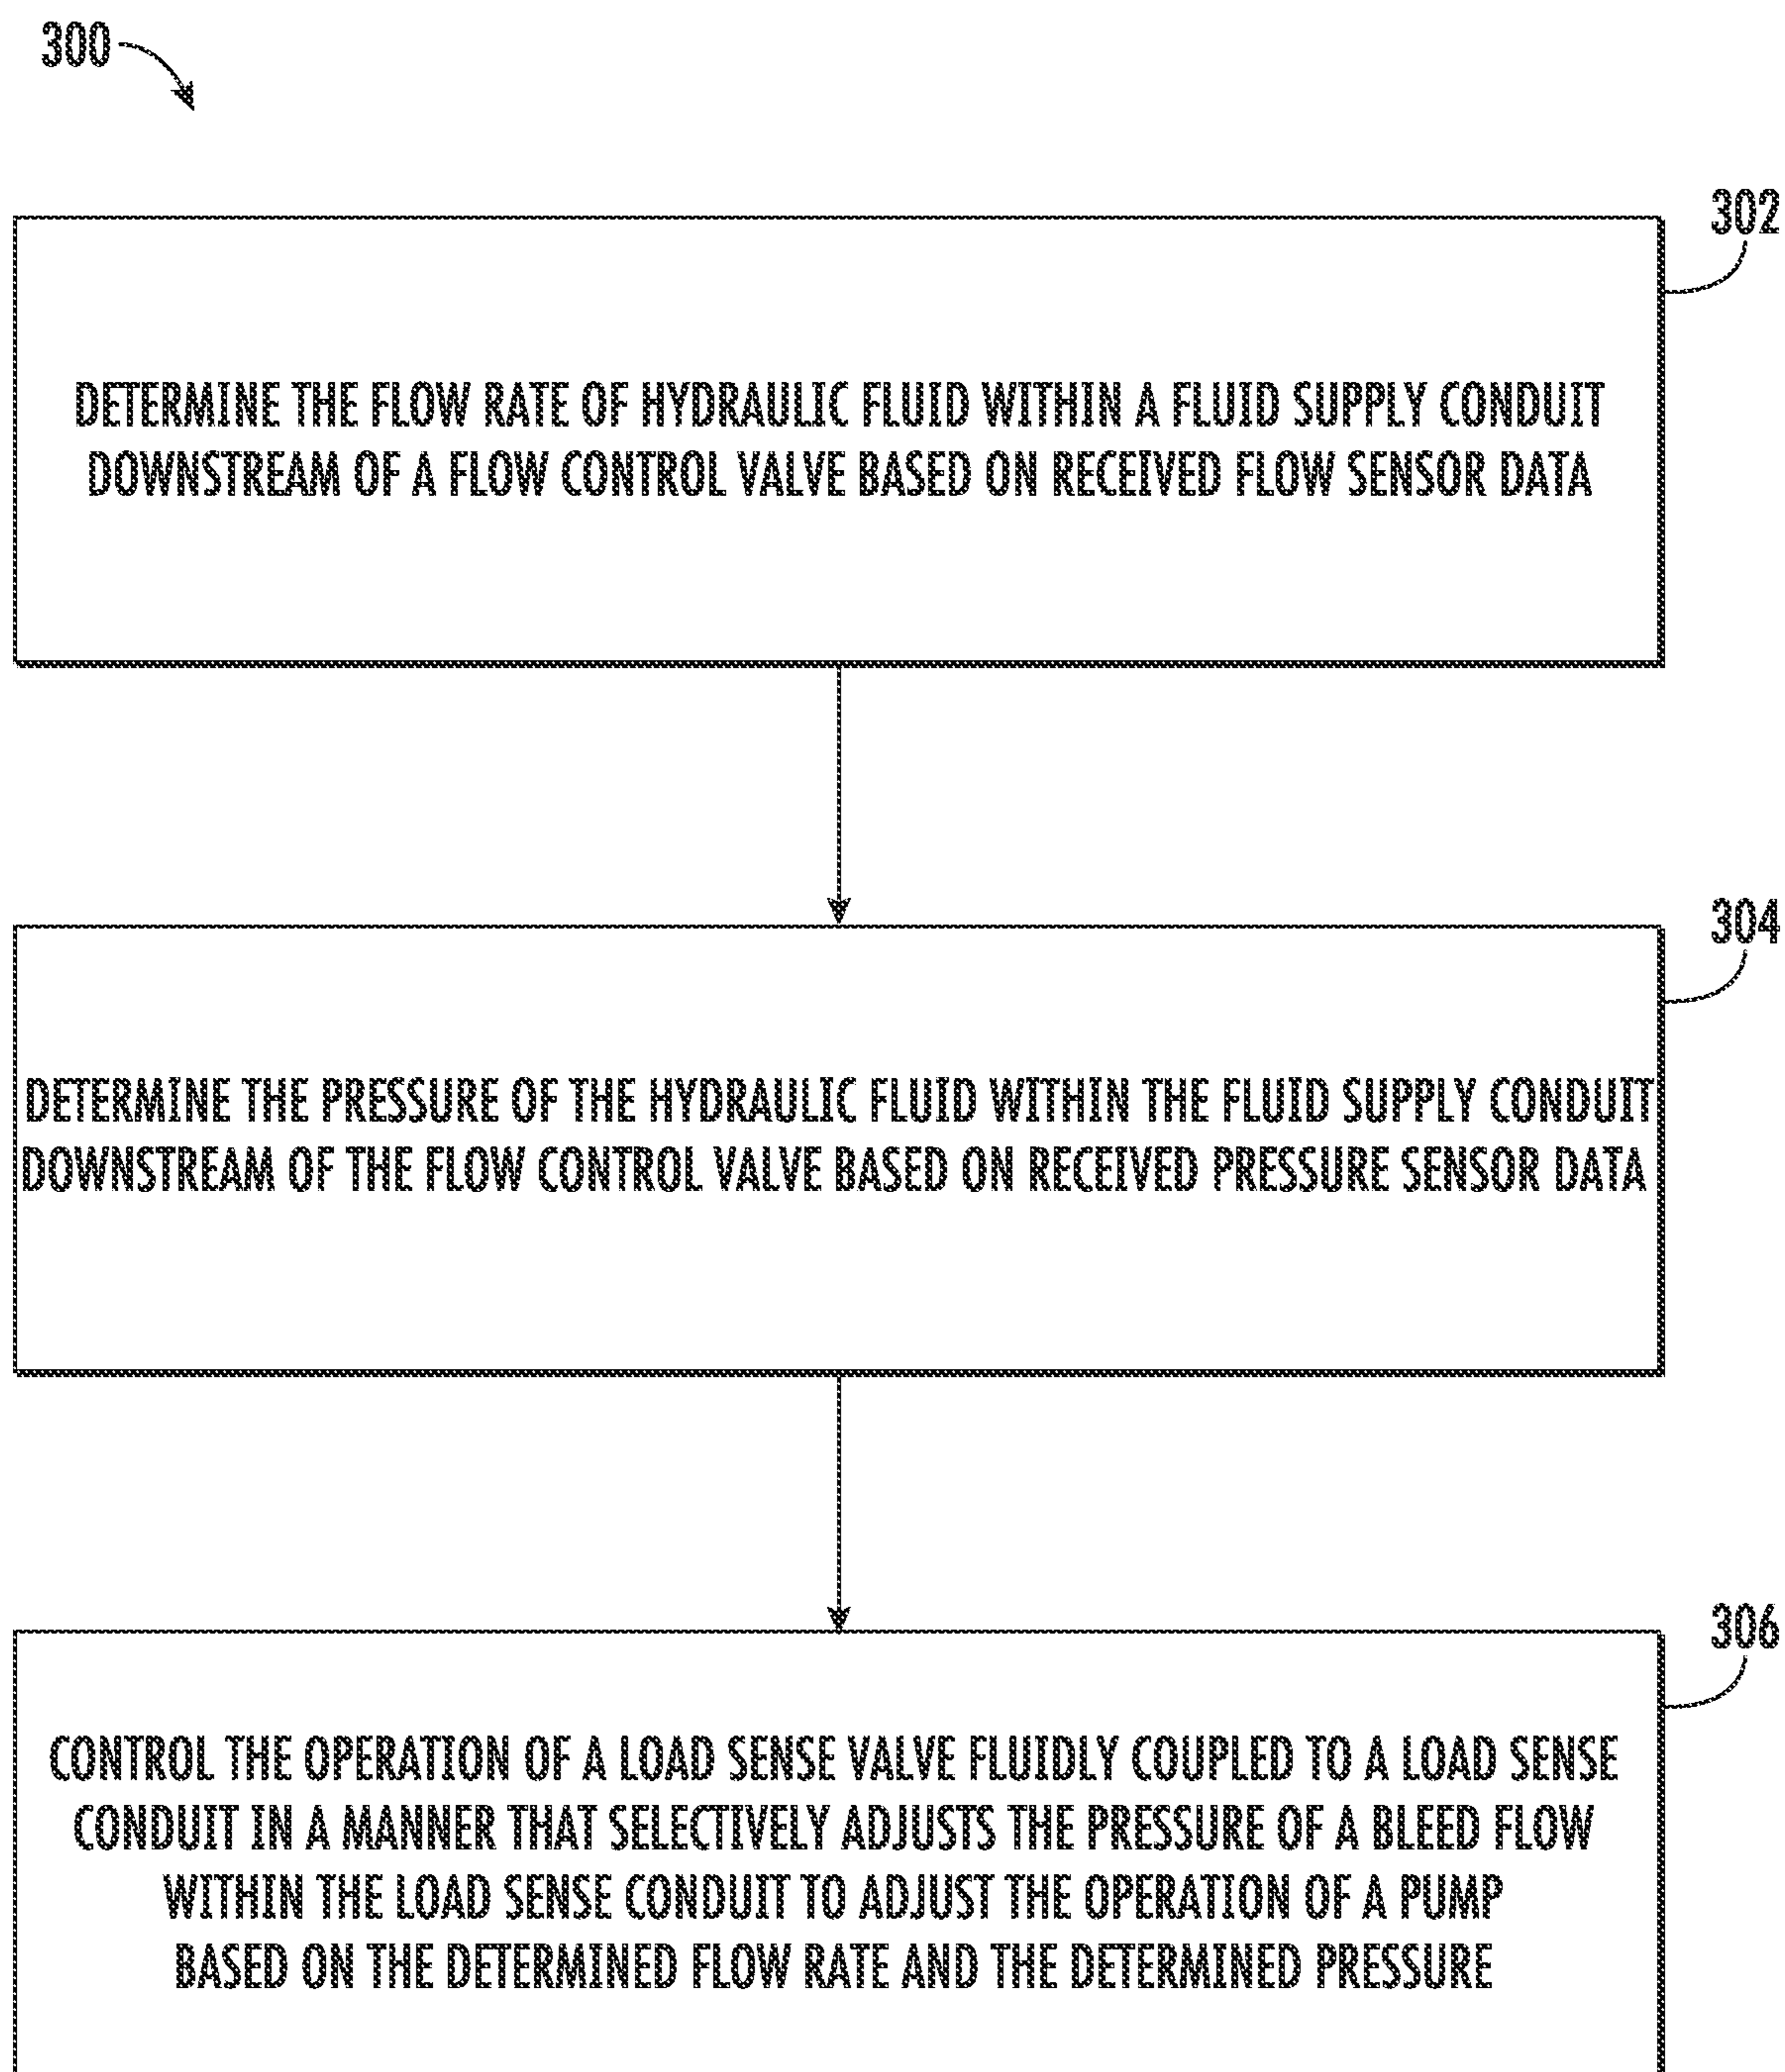 300
302
DETERMINE THE FLOW RATE OF HYDRAULIC FLUID WITHIN A FLUID SUPPLY CONDUIT
DOWNSTREAM OF A FLOW CONTROL VALVE BASED ON RECEIVED FLOW SENSOR DATA
304
DETERMINE THE PRESSURE OF THE HYDRAULIC FLUID WITHIN THE FLUID SUPPLY CONDUIT
DOWNSTREAM OF THE FLOW CONTROL VALVE BASED ON RECEIVED PRESSURE SENSOR DATA
306
CONTROL THE OPERATION OF A LOAD SENSE VALVE FLUIDLY COUPLED TO A LOAD SENSE
CONDUIT IN A MANNER THAT SELECTIVELY ADJUSTS THE PRESSURE OF A BLEED FLOW
WITHIN THE LOAD SENSE CONDUIT TO ADJUST THE OPERATION OF A PUMP
BASED ON THE DETERMINED FLOW RATE AND THE DETERMINED PRESSURE